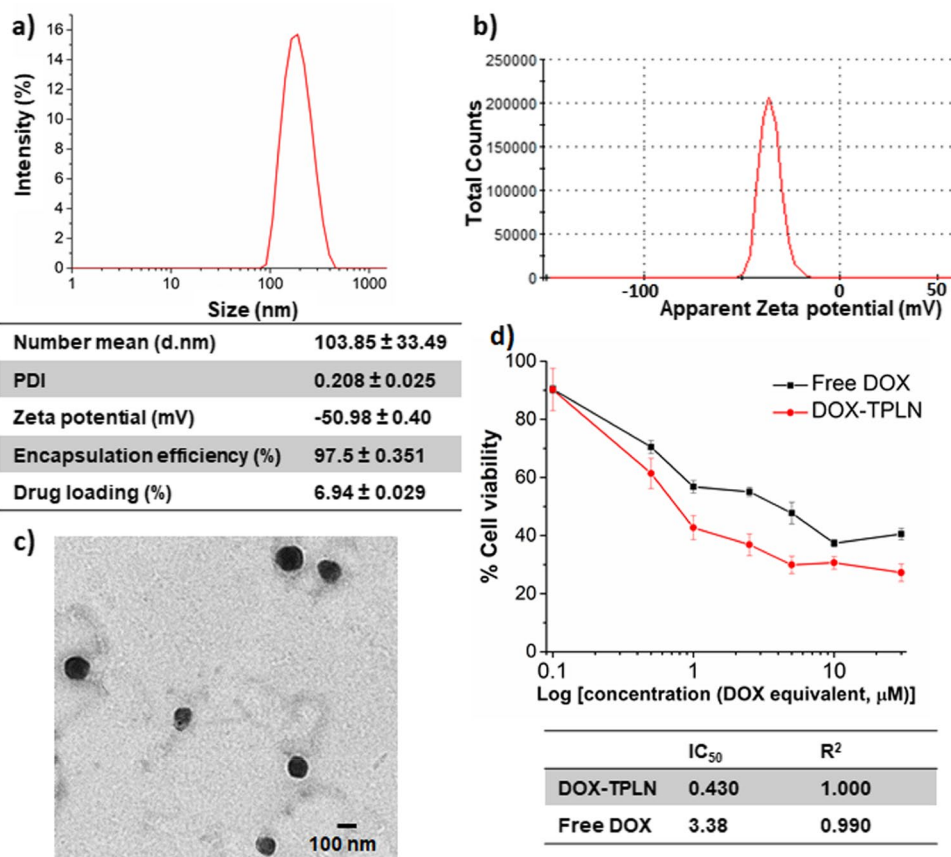 a)
16
14
12
10
8
6
4
2
0
Intensity (%)
1 10 100 1000
Size (nm)
b)
250000
200000
150000
100000
50000
0
Total Counts
-100 0 50
Apparent Zeta potential (mV)
Number mean (d.nm) 103.85 ± 33.49
PDI 0.208 ± 0.025
Zeta potential (mV) -50.98 ± 0.40
Encapsulation efficiency (%) 97.5 ± 0.351
Drug loading (%) 6.94 ± 0.029
c)
100 nm
d)
100
80
60
40
20
0
% Cell viability
Free DOX
DOX-TPLN
0.1 1 10
Log [concentration (DOX equivalent, μM)]
IC50 R2
DOX-TPLN 0.430 1.000
Free DOX 3.38 0.990